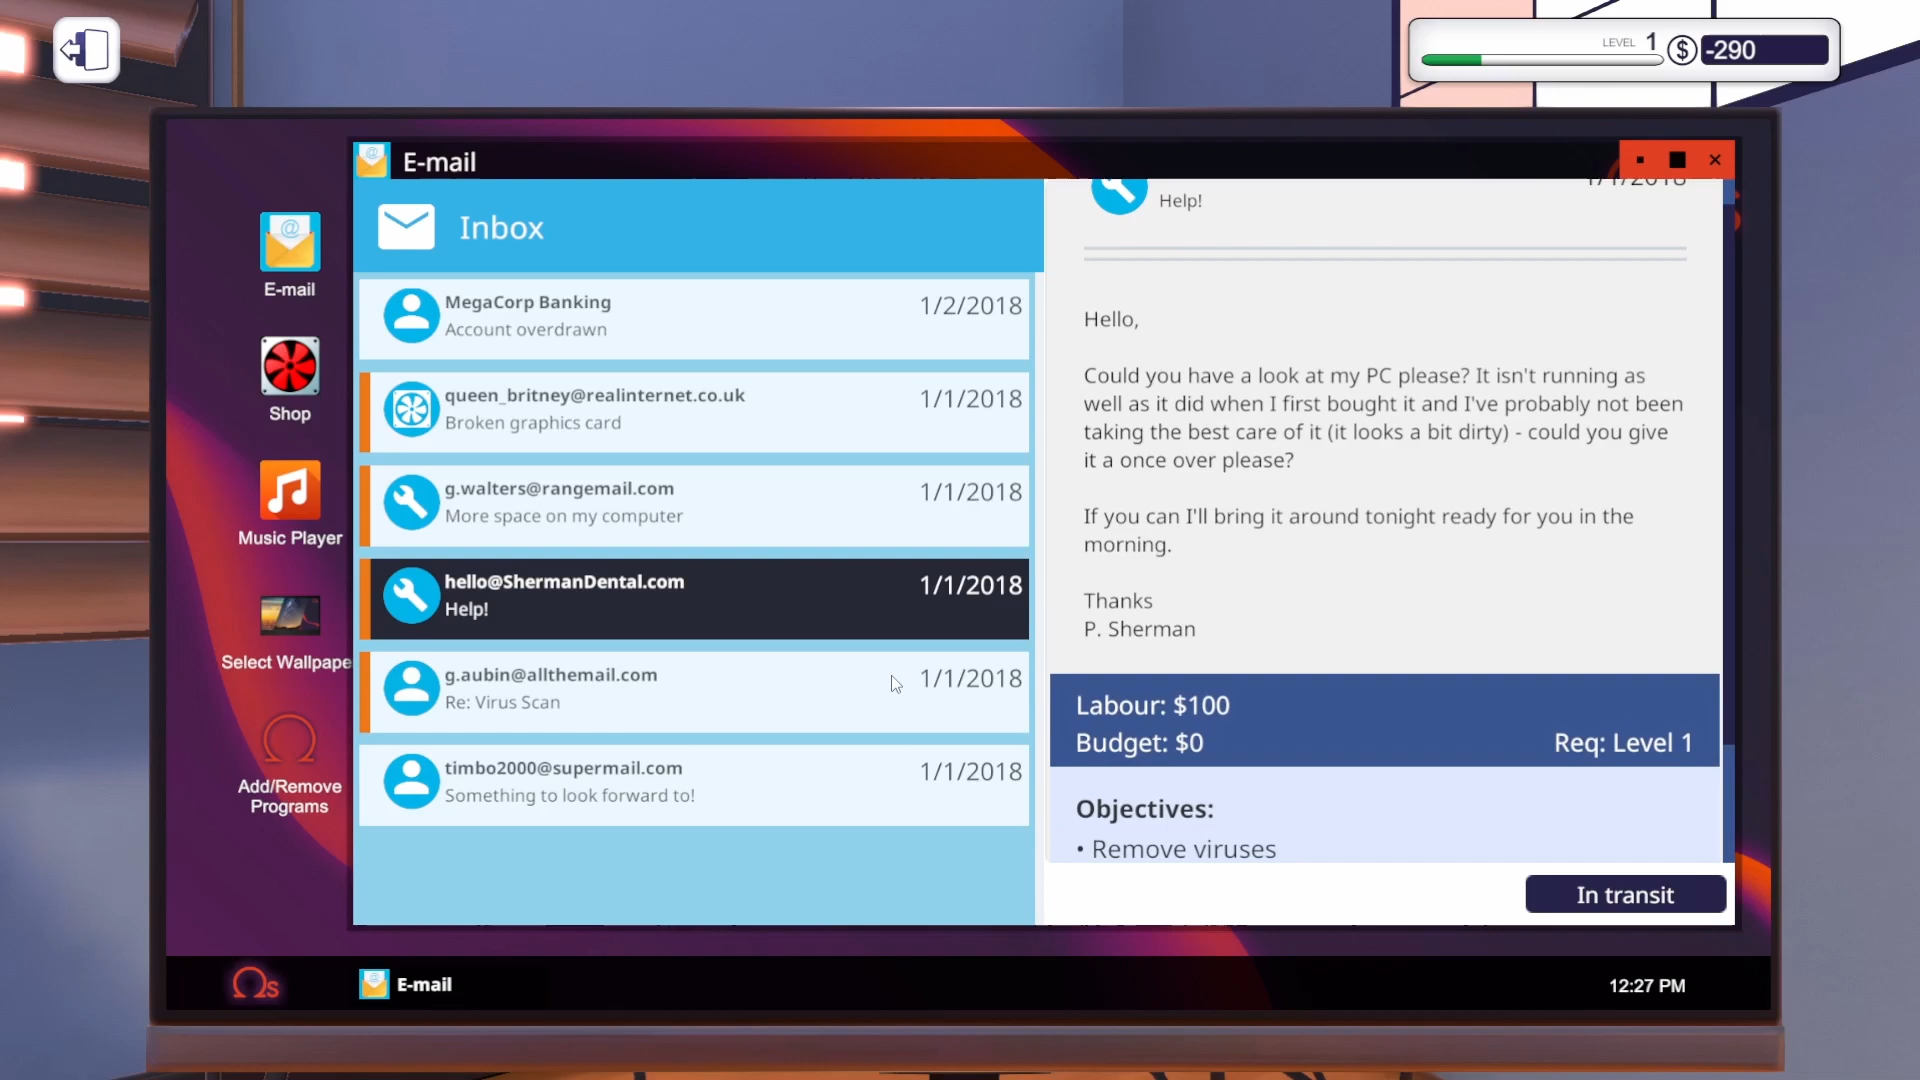 LEVEL 1
-290
E-mail
Inbox
MegaCorp Banking 1/2/2018
Account overdrawn
queen_britney@realinternet.co.uk 1/1/2018
Broken graphics card
g.walters@rangemail.com 1/1/2018
More space on my computer
hello@ShermanDental.com 1/1/2018
Help!
g.aubin@allthemail.com 1/1/2018
Re: Virus Scan
timbo2000@supermail.com 1/1/2018
Something to look forward to!
1/1/2018
Help!
Hello,
Could you have a look at my PC please? It isn't running as
well as it did when I first bought it and I've probably not been
taking the best care of it (it looks a bit dirty) - could you give
it a once over please?
If you can I'll bring it around tonight ready for you in the
morning.
Thanks
P. Sherman
Labour: $100
Budget: $0 Req: Level 1
Objectives:
• Remove viruses
In transit
E-mail
Shop
Music Player
Select Wallpape
Add/Remove
Programs
Ωs
E-mail
12:27 PM